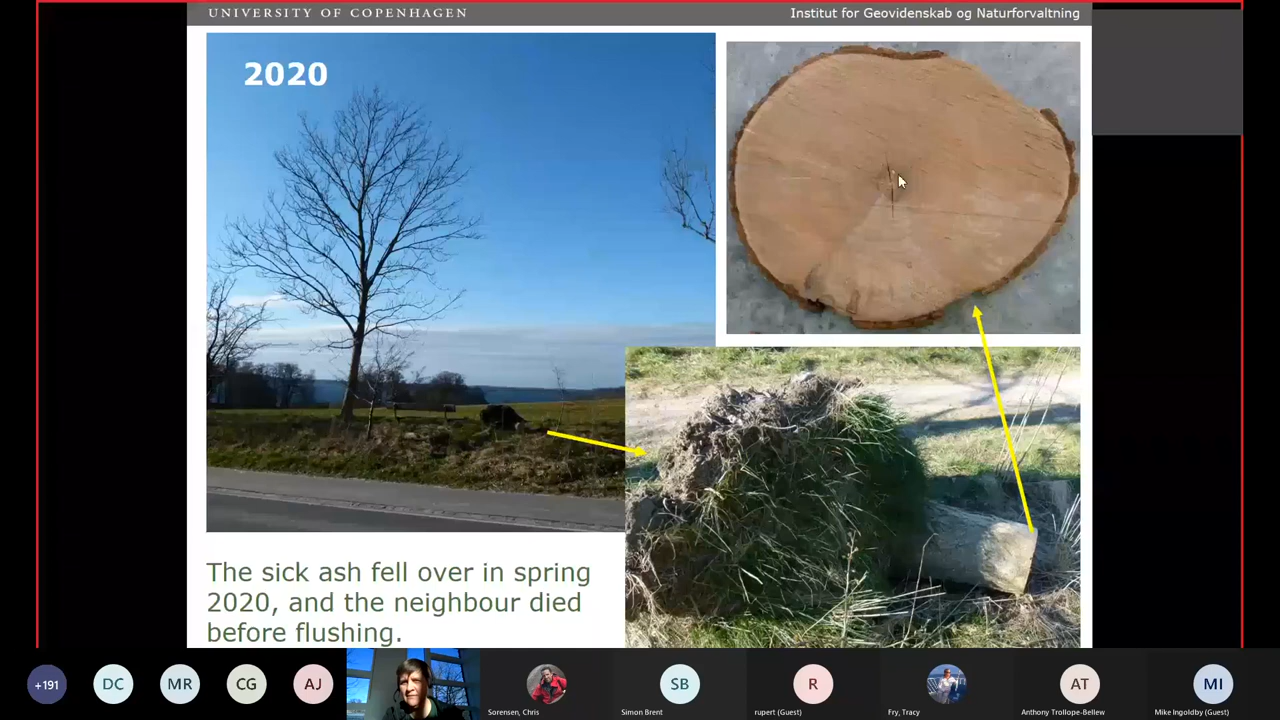 UNIVERSITY OF COPENHAGEN
Institut for Geovidenskab og Naturforvaltning
2020
The sick ash fell over in spring
2020, and the neighbour died
before flushing.
+191
DC
MR
CG
AJ
Sorensen, Chris
SB
Simon Brent
R
rupert (Guest)
Fry, Tracy
AT
Anthony Trollope-Bellew
MI
Mike Ingoldby (Guest)